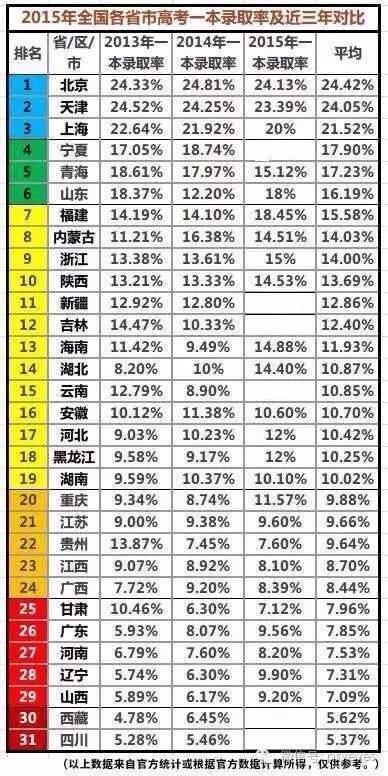 2015年全国各省市高考一本录取率及近三年对比
排名 省/区/市 2013年一本录取率 2014年一本录取率 2015年一本录取率 平均
1 北京 24.33% 24.81% 24.13% 24.42%
2 天津 24.52% 24.25% 23.39% 24.05%
3 上海 22.64% 21.92% 20% 21.52%
4 宁夏 17.05% 18.74% 17.90%
5 青海 18.61% 17.97% 15.12% 17.23%
6 山东 18.37% 12.20% 18% 16.19%
7 福建 14.19% 14.10% 18.45% 15.58%
8 内蒙古 11.21% 16.38% 14.51% 14.03%
9 浙江 13.38% 13.61% 15% 14.00%
10 陕西 13.21% 13.33% 14.53% 13.69%
11 新疆 12.92% 12.80% 12.86%
12 吉林 14.47% 10.33% 12.40%
13 海南 11.42% 9.49% 14.88% 11.93%
14 湖北 8.20% 10% 14.40% 10.87%
15 云南 12.79% 8.90% 10.85%
16 安徽 10.12% 11.38% 10.60% 10.70%
17 河北 9.03% 10.23% 12% 10.42%
18 黑龙江 9.58% 9.17% 12% 10.25%
19 湖南 9.59% 10.37% 10.10% 10.02%
20 重庆 9.34% 8.74% 11.57% 9.88%
21 江苏 9.00% 9.38% 9.60% 9.66%
22 贵州 13.87% 7.45% 7.60% 9.64%
23 江西 9.07% 8.92% 8.10% 8.70%
24 广西 7.72% 9.20% 8.39% 8.44%
25 甘肃 10.46% 6.30% 7.12% 7.96%
26 广东 5.93% 8.07% 9.56% 7.85%
27 河南 6.79% 7.60% 8.20% 7.53%
28 辽宁 5.74% 6.30% 9.90% 7.31%
29 山西 5.89% 6.17% 9.20% 7.09%
30 西藏 4.78% 6.45% 5.62%
31 四川 5.28% 5.46% 5.37%
(以上数据来自官方统计或根据官方数据计算所得，仅供参考。)